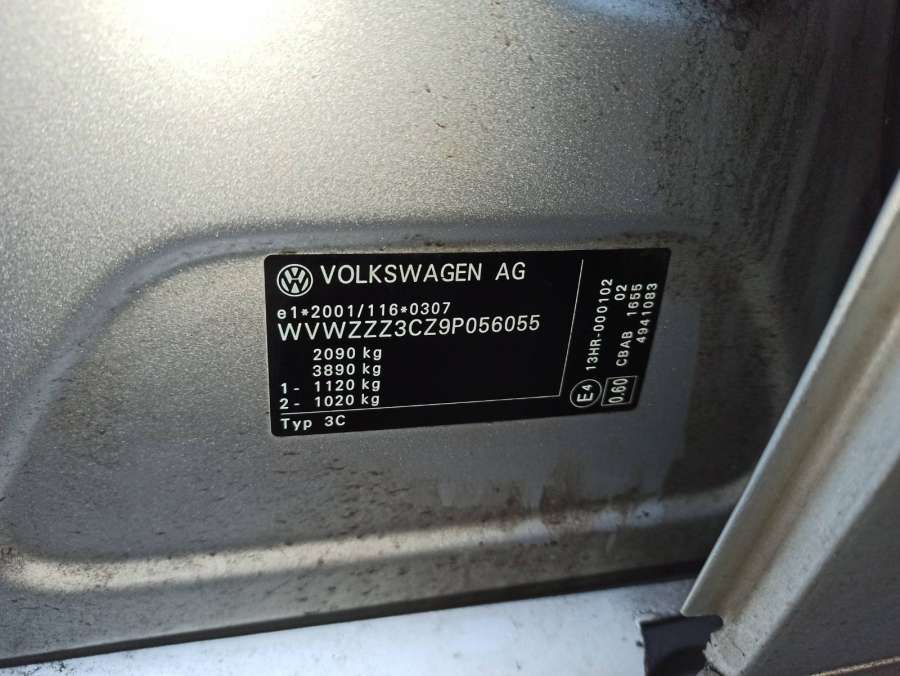 VOLKSWAGEN AG
e1*2001/116*0307
WVWZZZ3CZ9P056055
2090 kg
3890 kg
1- 1120 kg
2- 1020 kg
Typ 3C
E4 13HR-000102
02
0.60 CBAB 1655
4941083